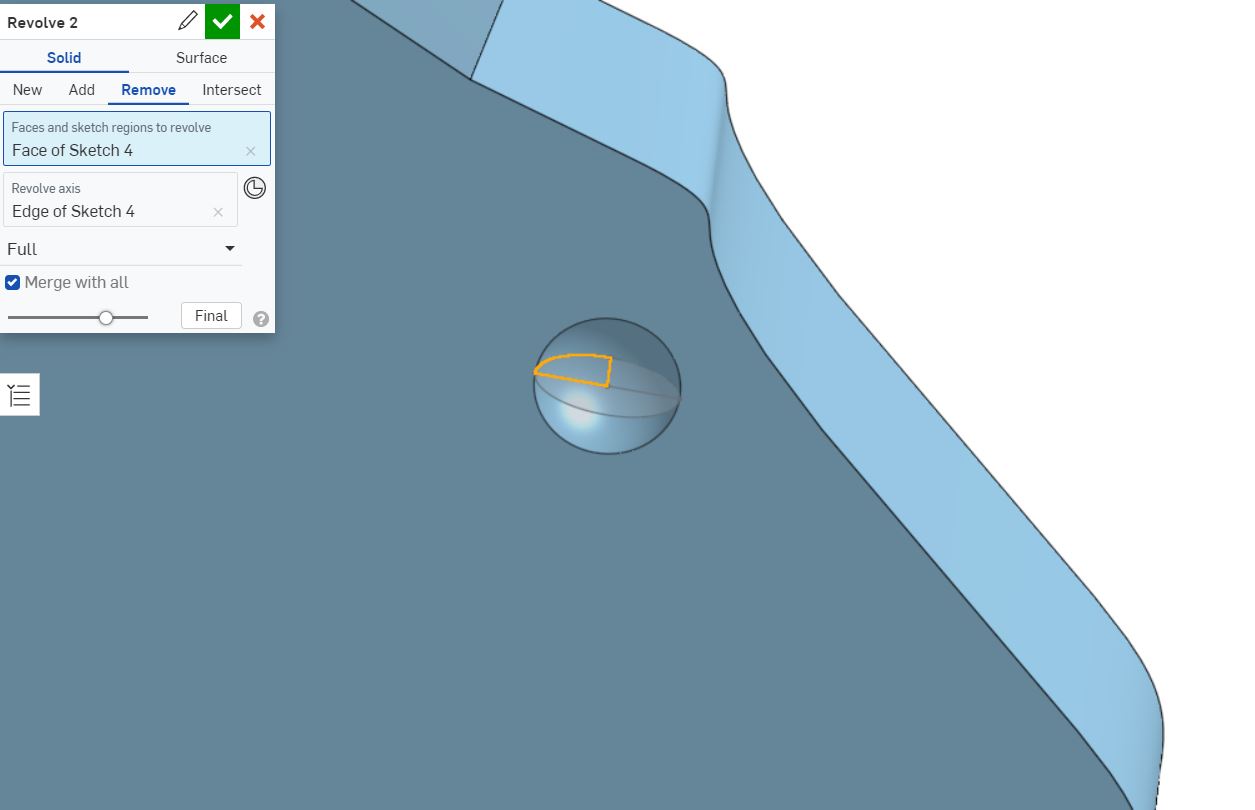 Revolve 2
Solid Surface
New Add Remove Intersect
Faces and sketch regions to revolve
Face of Sketch 4
Revolve axis
Edge of Sketch 4
Full
Merge with all
Final
?